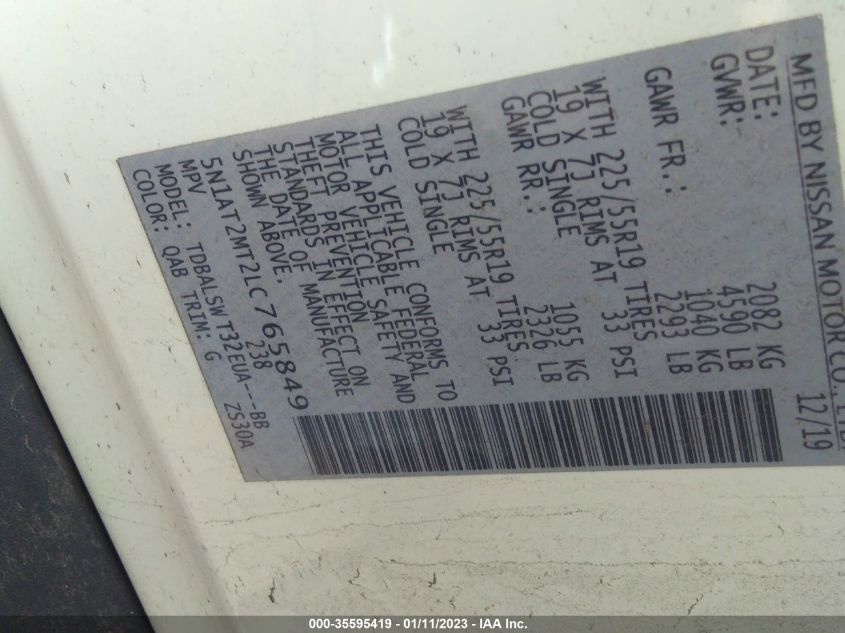 MFD BY NISSAN MOTOR CO., LTD.
DATE: 12/19
GVWR: 2082 KG
4590 LB
GAWR FR.: 1040 KG
2293 LB
WITH 225/55R19 TIRES
19 X 7J RIMS AT 33 PSI
COLD SINGLE
GAWR RR.: 1055 KG
2326 LB
WITH 225/55R19 TIRES
19 X 7J RIMS AT 33 PSI
COLD SINGLE
THIS VEHICLE CONFORMS TO
ALL APPLICABLE FEDERAL
MOTOR VEHICLE SAFETY AND
THEFT PREVENTION
STANDARDS IN EFFECT ON
THE DATE OF MANUFACTURE
SHOWN ABOVE.
5N1AT2MT2LC765849
MPV 238
MODEL: TDBALSWT32EUA---BB
COLOR: QAB TRIM: G ZS30A
000-35595419 - 01/11/2023 - IAA Inc.